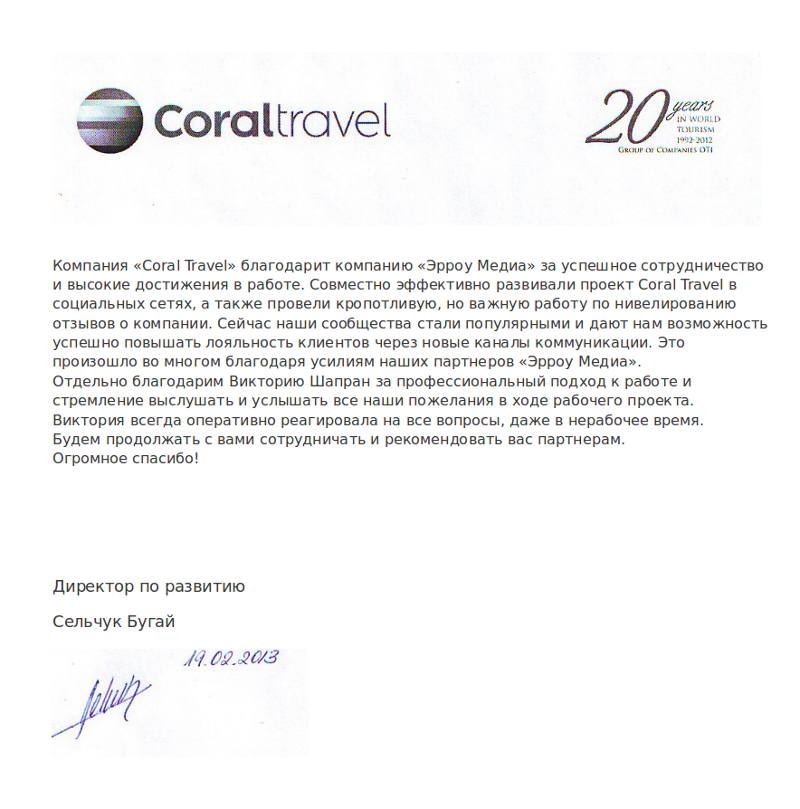 Coraltravel
20 years
IN WORLD
TOURISM
1992-2012
GROUP OF COMPANIES OTI
Компания «Coral Travel» благодарит компанию «Эрроу Медиа» за успешное сотрудничество
и высокие достижения в работе. Совместно эффективно развивали проект Coral Travel в
социальных сетях, а также провели кропотливую, но важную работу по нивелированию
отзывов о компании. Сейчас наши сообщества стали популярными и дают нам возможность
успешно повышать лояльность клиентов через новые каналы коммуникации. Это
произошло во многом благодаря усилиям наших партнеров «Эрроу Медиа».
Отдельно благодарим Викторию Шапран за профессиональный подход к работе и
стремление выслушать и услышать все наши пожелания в ходе рабочего проекта.
Виктория всегда оперативно реагировала на все вопросы, даже в нерабочее время.
Будем продолжать с вами сотрудничать и рекомендовать вас партнерам.
Огромное спасибо!
Директор по развитию
Сельчук Бугай
19.02.2013